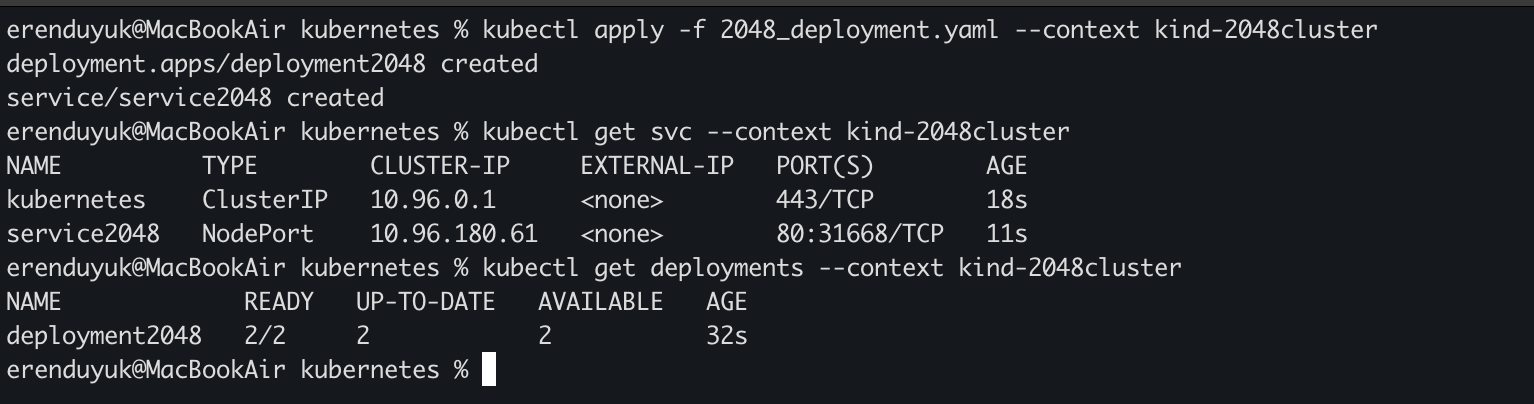 erenduyuk@MacBookAir kubernetes % kubectl apply -f 2048_deployment.yaml --context kind-2048cluster
deployment.apps/deployment2048 created
service/service2048 created
erenduyuk@MacBookAir kubernetes % kubectl get svc --context kind-2048cluster
NAME          TYPE        CLUSTER-IP     EXTERNAL-IP   PORT(S)        AGE
kubernetes    ClusterIP   10.96.0.1      <none>        443/TCP        18s
service2048   NodePort    10.96.180.61   <none>        80:31668/TCP   11s
erenduyuk@MacBookAir kubernetes % kubectl get deployments --context kind-2048cluster
NAME             READY   UP-TO-DATE   AVAILABLE   AGE
deployment2048   2/2     2            2           32s
erenduyuk@MacBookAir kubernetes %